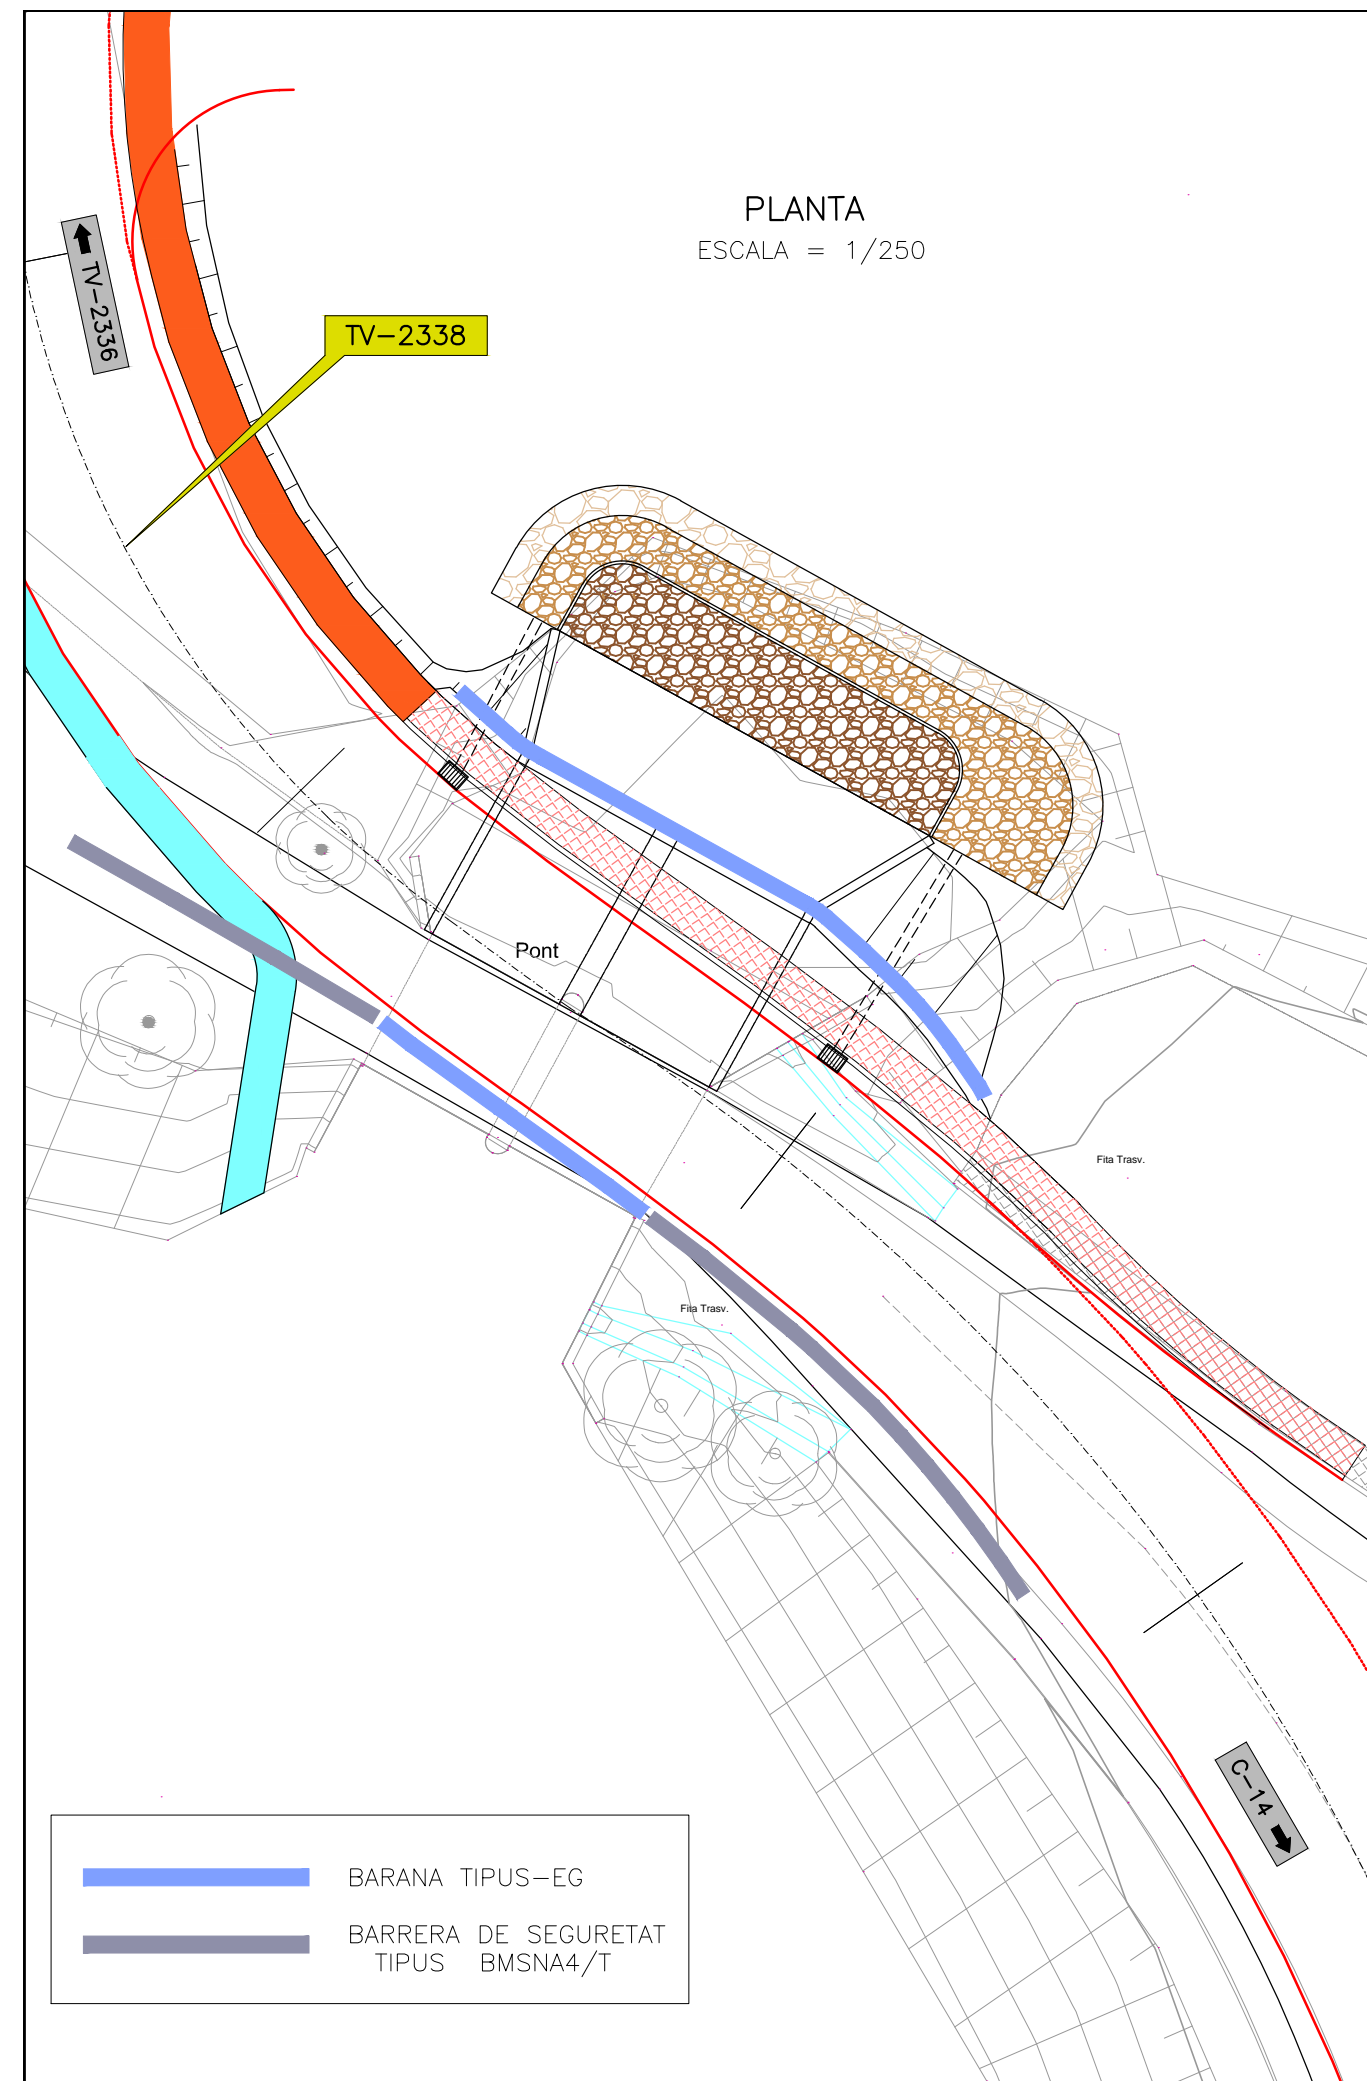 PLANTA
ESCALA = 1/250
TV-2336
TV-2338
Pont
Fita Trasv.
Fita Trasv.
C-14
BARANA TIPUS-EG
BARRERA DE SEGURETAT
TIPUS BMSNA4/T